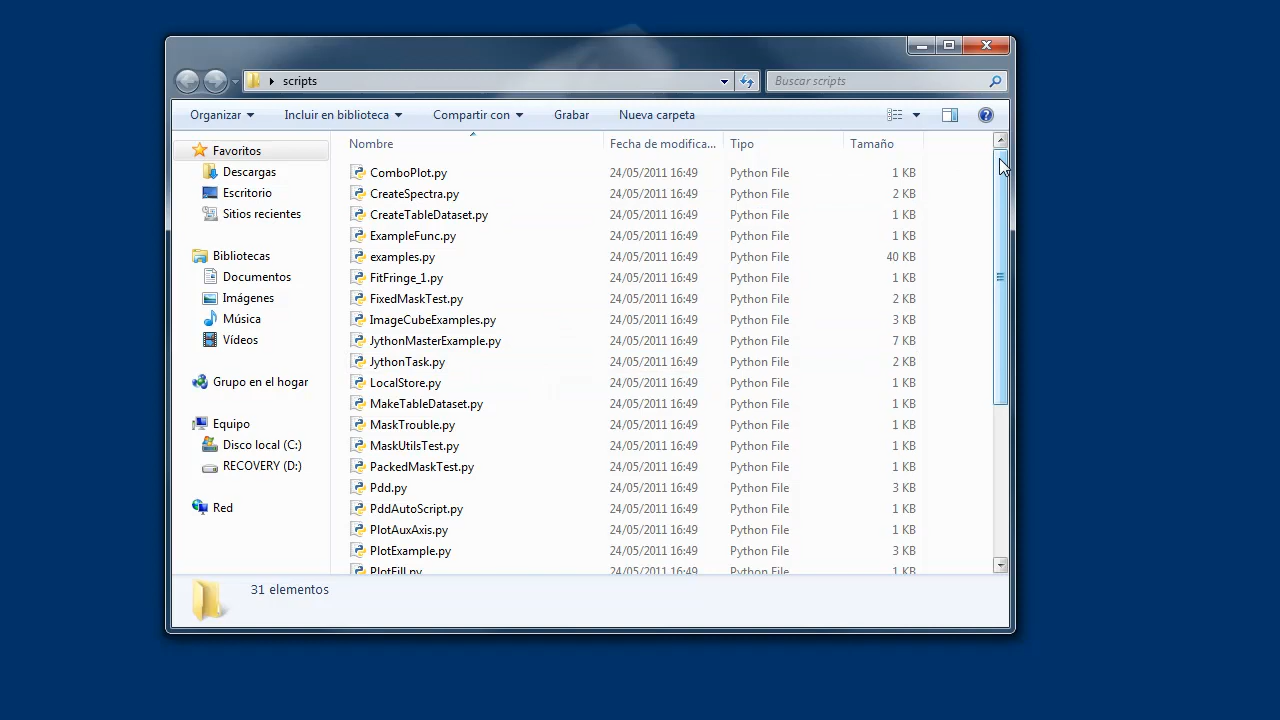 scripts
Buscar scripts
Organizar
Incluir en biblioteca
Compartir con
Grabar
Nueva carpeta
Favoritos
Descargas
Escritorio
Sitios recientes
Bibliotecas
Documentos
Imágenes
Música
Vídeos
Grupo en el hogar
Equipo
Disco local (C:)
RECOVERY (D:)
Red
Nombre Fecha de modifica... Tipo Tamaño
ComboPlot.py 24/05/2011 16:49 Python File 1 KB
CreateSpectra.py 24/05/2011 16:49 Python File 2 KB
CreateTableDataset.py 24/05/2011 16:49 Python File 1 KB
ExampleFunc.py 24/05/2011 16:49 Python File 1 KB
examples.py 24/05/2011 16:49 Python File 40 KB
FitFringe_1.py 24/05/2011 16:49 Python File 1 KB
FixedMaskTest.py 24/05/2011 16:49 Python File 2 KB
ImageCubeExamples.py 24/05/2011 16:49 Python File 3 KB
JythonMasterExample.py 24/05/2011 16:49 Python File 7 KB
JythonTask.py 24/05/2011 16:49 Python File 2 KB
LocalStore.py 24/05/2011 16:49 Python File 1 KB
MakeTableDataset.py 24/05/2011 16:49 Python File 1 KB
MaskTrouble.py 24/05/2011 16:49 Python File 1 KB
MaskUtilsTest.py 24/05/2011 16:49 Python File 1 KB
PackedMaskTest.py 24/05/2011 16:49 Python File 1 KB
Pdd.py 24/05/2011 16:49 Python File 3 KB
PddAutoScript.py 24/05/2011 16:49 Python File 1 KB
PlotAuxAxis.py 24/05/2011 16:49 Python File 1 KB
PlotExample.py 24/05/2011 16:49 Python File 3 KB
PlotFill.py 24/05/2011 16:49 Python File 1 KB
31 elementos